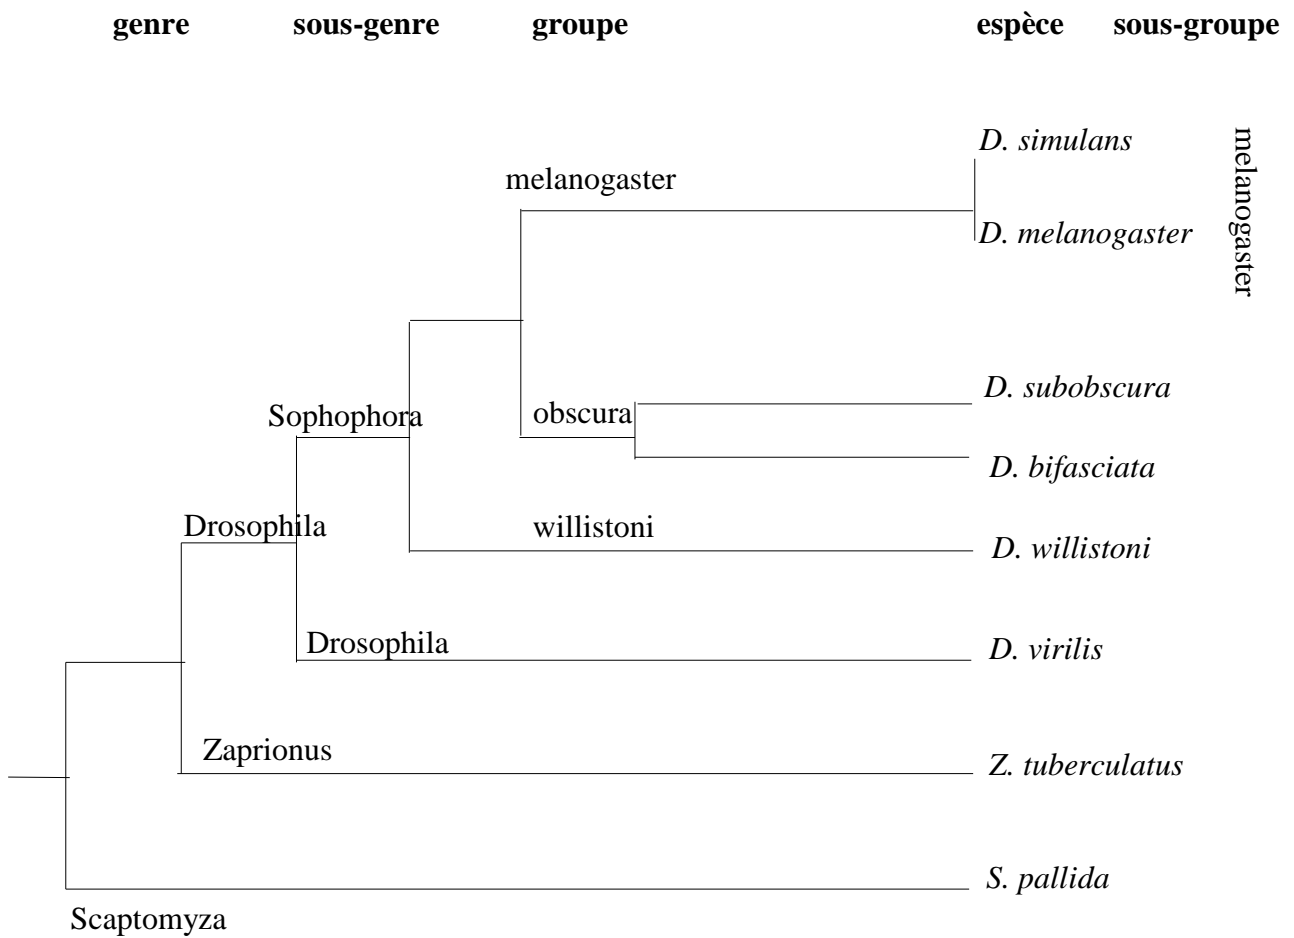 genre sous-genre groupe espèce sous-groupe
D. simulans
melanogaster
melanogaster
D. melanogaster
D. subobscura
Sophophora
obscura
D. bifasciata
Drosophila
willistoni
D. willistoni
Drosophila
D. virilis
Zaprionus
Z. tuberculatus
S. pallida
Scaptomyza